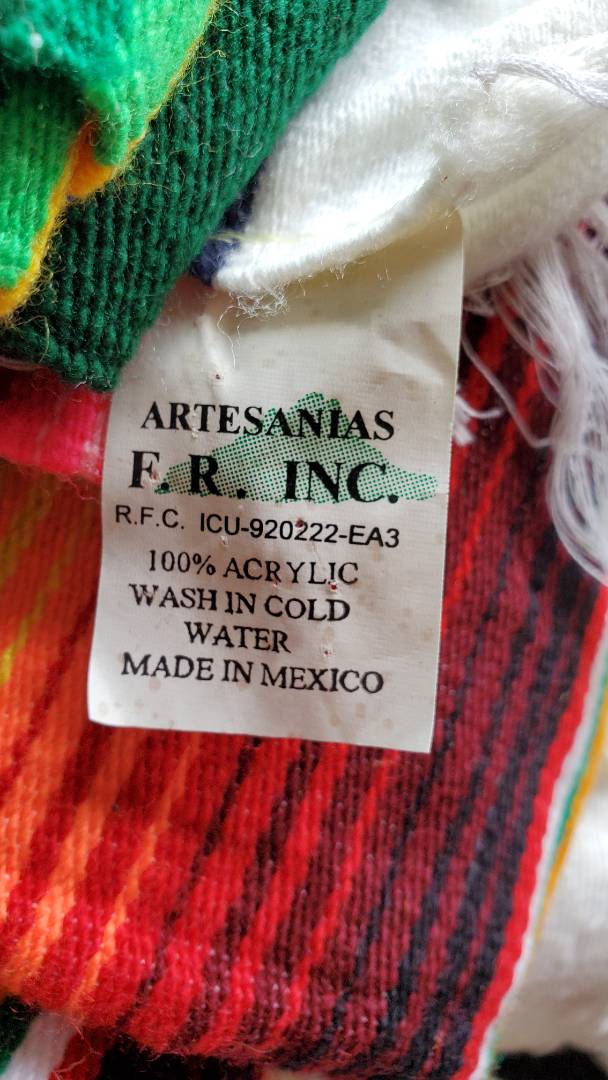 ARTESANIAS
F. R. INC.
R.F.C. ICU-920222-EA3
100% ACRYLIC
WASH IN COLD
WATER
MADE IN MEXICO